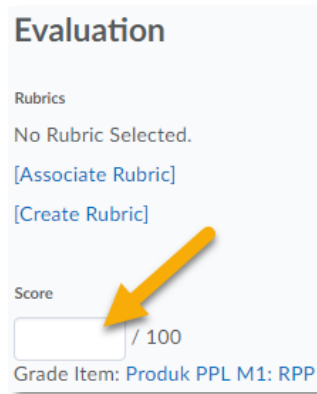 Evaluation
Rubrics
No Rubric Selected.
[Associate Rubric]
[Create Rubric]
Score
/ 100
Grade Item: Produk PPL M1: RPP